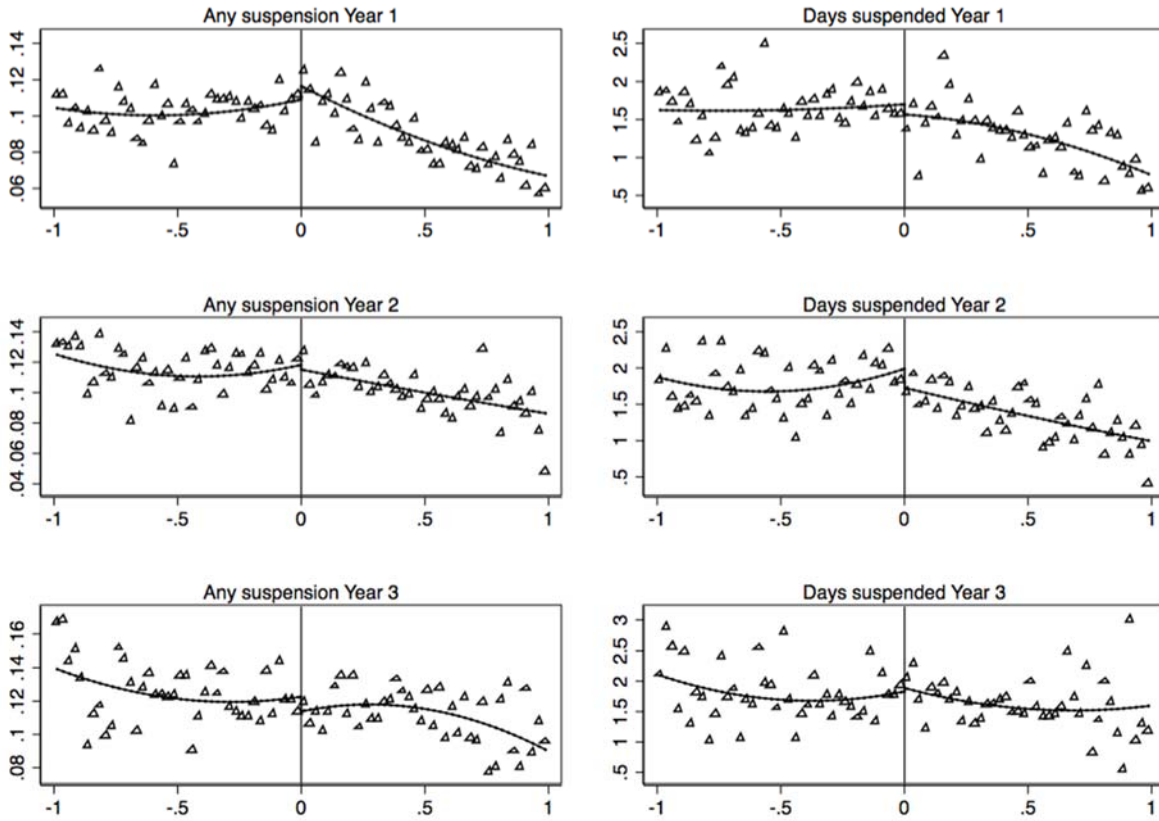 Any suspension Year 1
.14
.12
.1
.08
.06
-1 -.5 0 .5 1
Days suspended Year 1
2.5
2
1.5
1
.5
-1 -.5 0 .5 1
Any suspension Year 2
.14
.12
.1
.08
.06
.04
-1 -.5 0 .5 1
Days suspended Year 2
2.5
2
1.5
1
.5
-1 -.5 0 .5 1
Any suspension Year 3
.16
.14
.12
.1
.08
-1 -.5 0 .5 1
Days suspended Year 3
3
2.5
2
1.5
1
.5
-1 -.5 0 .5 1